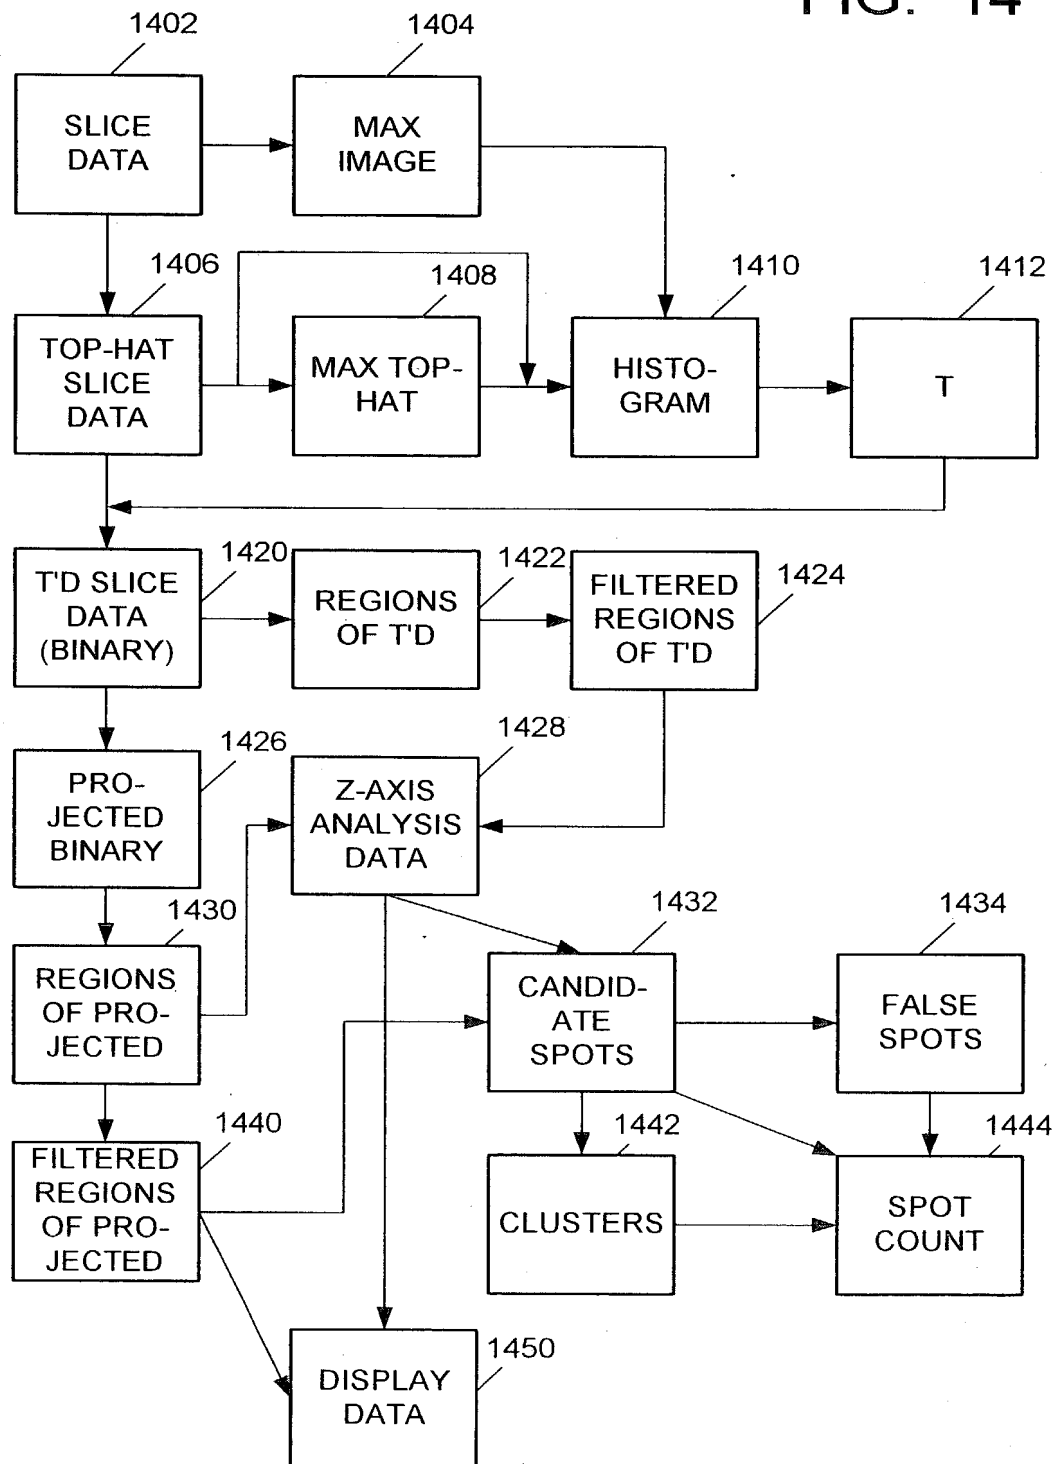 FIG. 14
1402
1404
SLICE
DATA
MAX
IMAGE
1406
1408
1410
1412
TOP-HAT
SLICE
DATA
MAX TOP-
HAT
HISTO-
GRAM
T
1420
1422
1424
T'D SLICE
DATA
(BINARY)
REGIONS
OF T'D
FILTERED
REGIONS
OF T'D
1426
1428
PRO-
JECTED
BINARY
Z-AXIS
ANALYSIS
DATA
1430
1432
1434
REGIONS
OF PRO-
JECTED
CANDID-
ATE
SPOTS
FALSE
SPOTS
1440
1442
1444
FILTERED
REGIONS
OF PRO-
JECTED
CLUSTERS
SPOT
COUNT
1450
DISPLAY
DATA